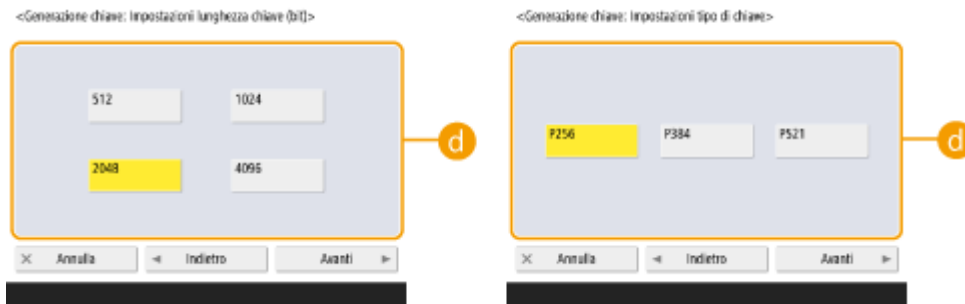 <Generazione chiave: Impostazioni lunghezza chiave (bit)>
512 1024
2048 4096
d
× Annulla ◄ Indietro Avanti ►
<Generazione chiave: Impostazioni tipo di chiave>
P256 P384 P521
d
× Annulla ◄ Indietro Avanti ►